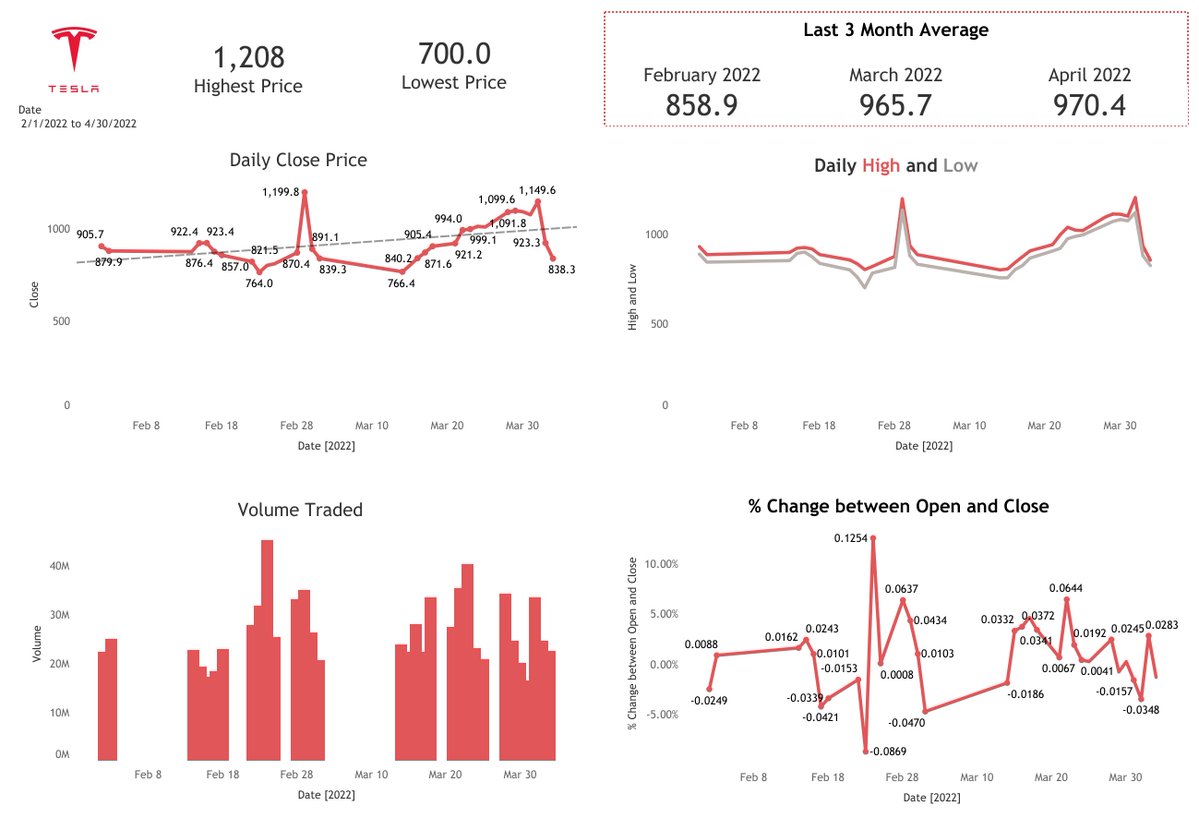 TESLA
1,208
Highest Price
700.0
Lowest Price
Date
2/1/2022 to 4/30/2022
Last 3 Month Average
February 2022
858.9
March 2022
965.7
April 2022
970.4
Daily Close Price
Close
1000
500
0
905.7
879.9
922.4
923.4
876.4
857.0
821.5
764.0
870.4
1,199.8
891.1
839.3
766.4
840.2
905.4
871.6
921.2
994.0
999.1
1,099.6
1,091.8
1,149.6
923.3
838.3
Feb 8
Feb 18
Feb 28
Mar 10
Mar 20
Mar 30
Date [2022]
Daily High and Low
High and Low
1000
500
0
Feb 8
Feb 18
Feb 28
Mar 10
Mar 20
Mar 30
Date [2022]
Volume Traded
Volume
40M
30M
20M
10M
0M
Feb 8
Feb 18
Feb 28
Mar 10
Mar 20
Mar 30
Date [2022]
% Change between Open and Close
% Change between Open and Close
10.00%
5.00%
0.00%
-5.00%
-0.0249
0.0088
0.0162
0.0243
0.0101
-0.0421
-0.0339
-0.0153
-0.0869
0.1254
0.0008
0.0637
0.0434
0.0103
-0.0470
-0.0186
0.0332
0.0372
0.0341
0.0067
0.0644
0.0192
0.0041
0.0245
-0.0157
-0.0348
0.0283
Feb 8
Feb 18
Feb 28
Mar 10
Mar 20
Mar 30
Date [2022]